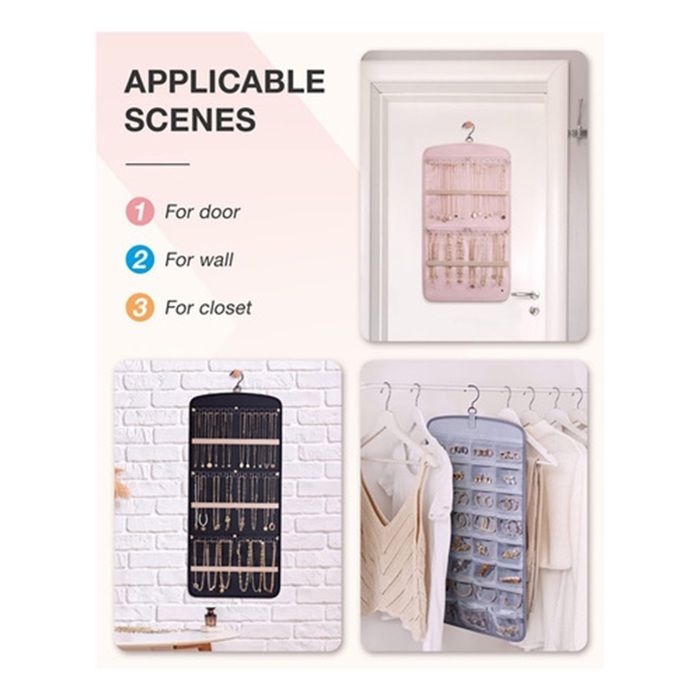 APPLICABLE
SCENES
1 For door
2 For wall
3 For closet